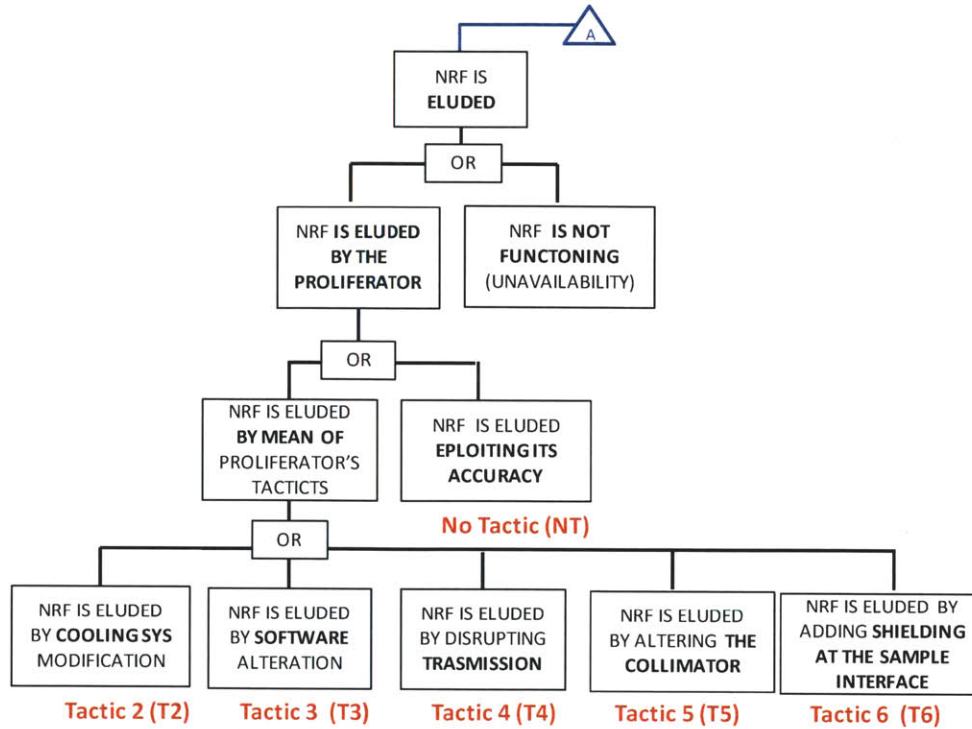 A
NRF IS
ELUDED
OR
NRF IS ELUDED
BY THE
PROLIFERATOR
NRF IS NOT
FUNCTONING
(UNAVAILABILITY)
OR
NRF IS ELUDED
BY MEAN OF
PROLIFERATOR'S
TACTICTS
NRF IS ELUDED
EPLOITING ITS
ACCURACY
No Tactic (NT)
OR
NRF IS ELUDED
BY COOLING SYS
MODIFICATION
NRF IS ELUDED
BY SOFTWARE
ALTERATION
NRF IS ELUDED
BY DISRUPTING
TRASMISSION
NRF IS ELUDED
BY ALTERING THE
COLLIMATOR
NRF IS ELUDED BY
ADDING SHIELDING
AT THE SAMPLE
INTERFACE
Tactic 2 (T2)
Tactic 3 (T3)
Tactic 4 (T4)
Tactic 5 (T5)
Tactic 6 (T6)